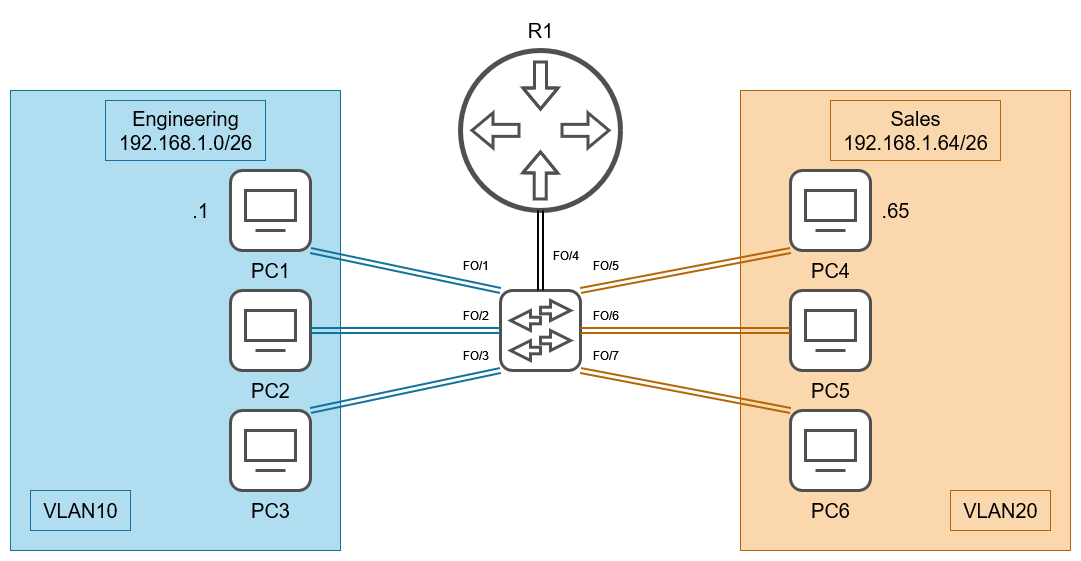 R1
Engineering
192.168.1.0/26
Sales
192.168.1.64/26
.1
.65
PC1
FO/1
FO/4
FO/5
PC4
FO/2
FO/6
FO/3
FO/7
PC2
PC5
VLAN10
PC3
PC6
VLAN20